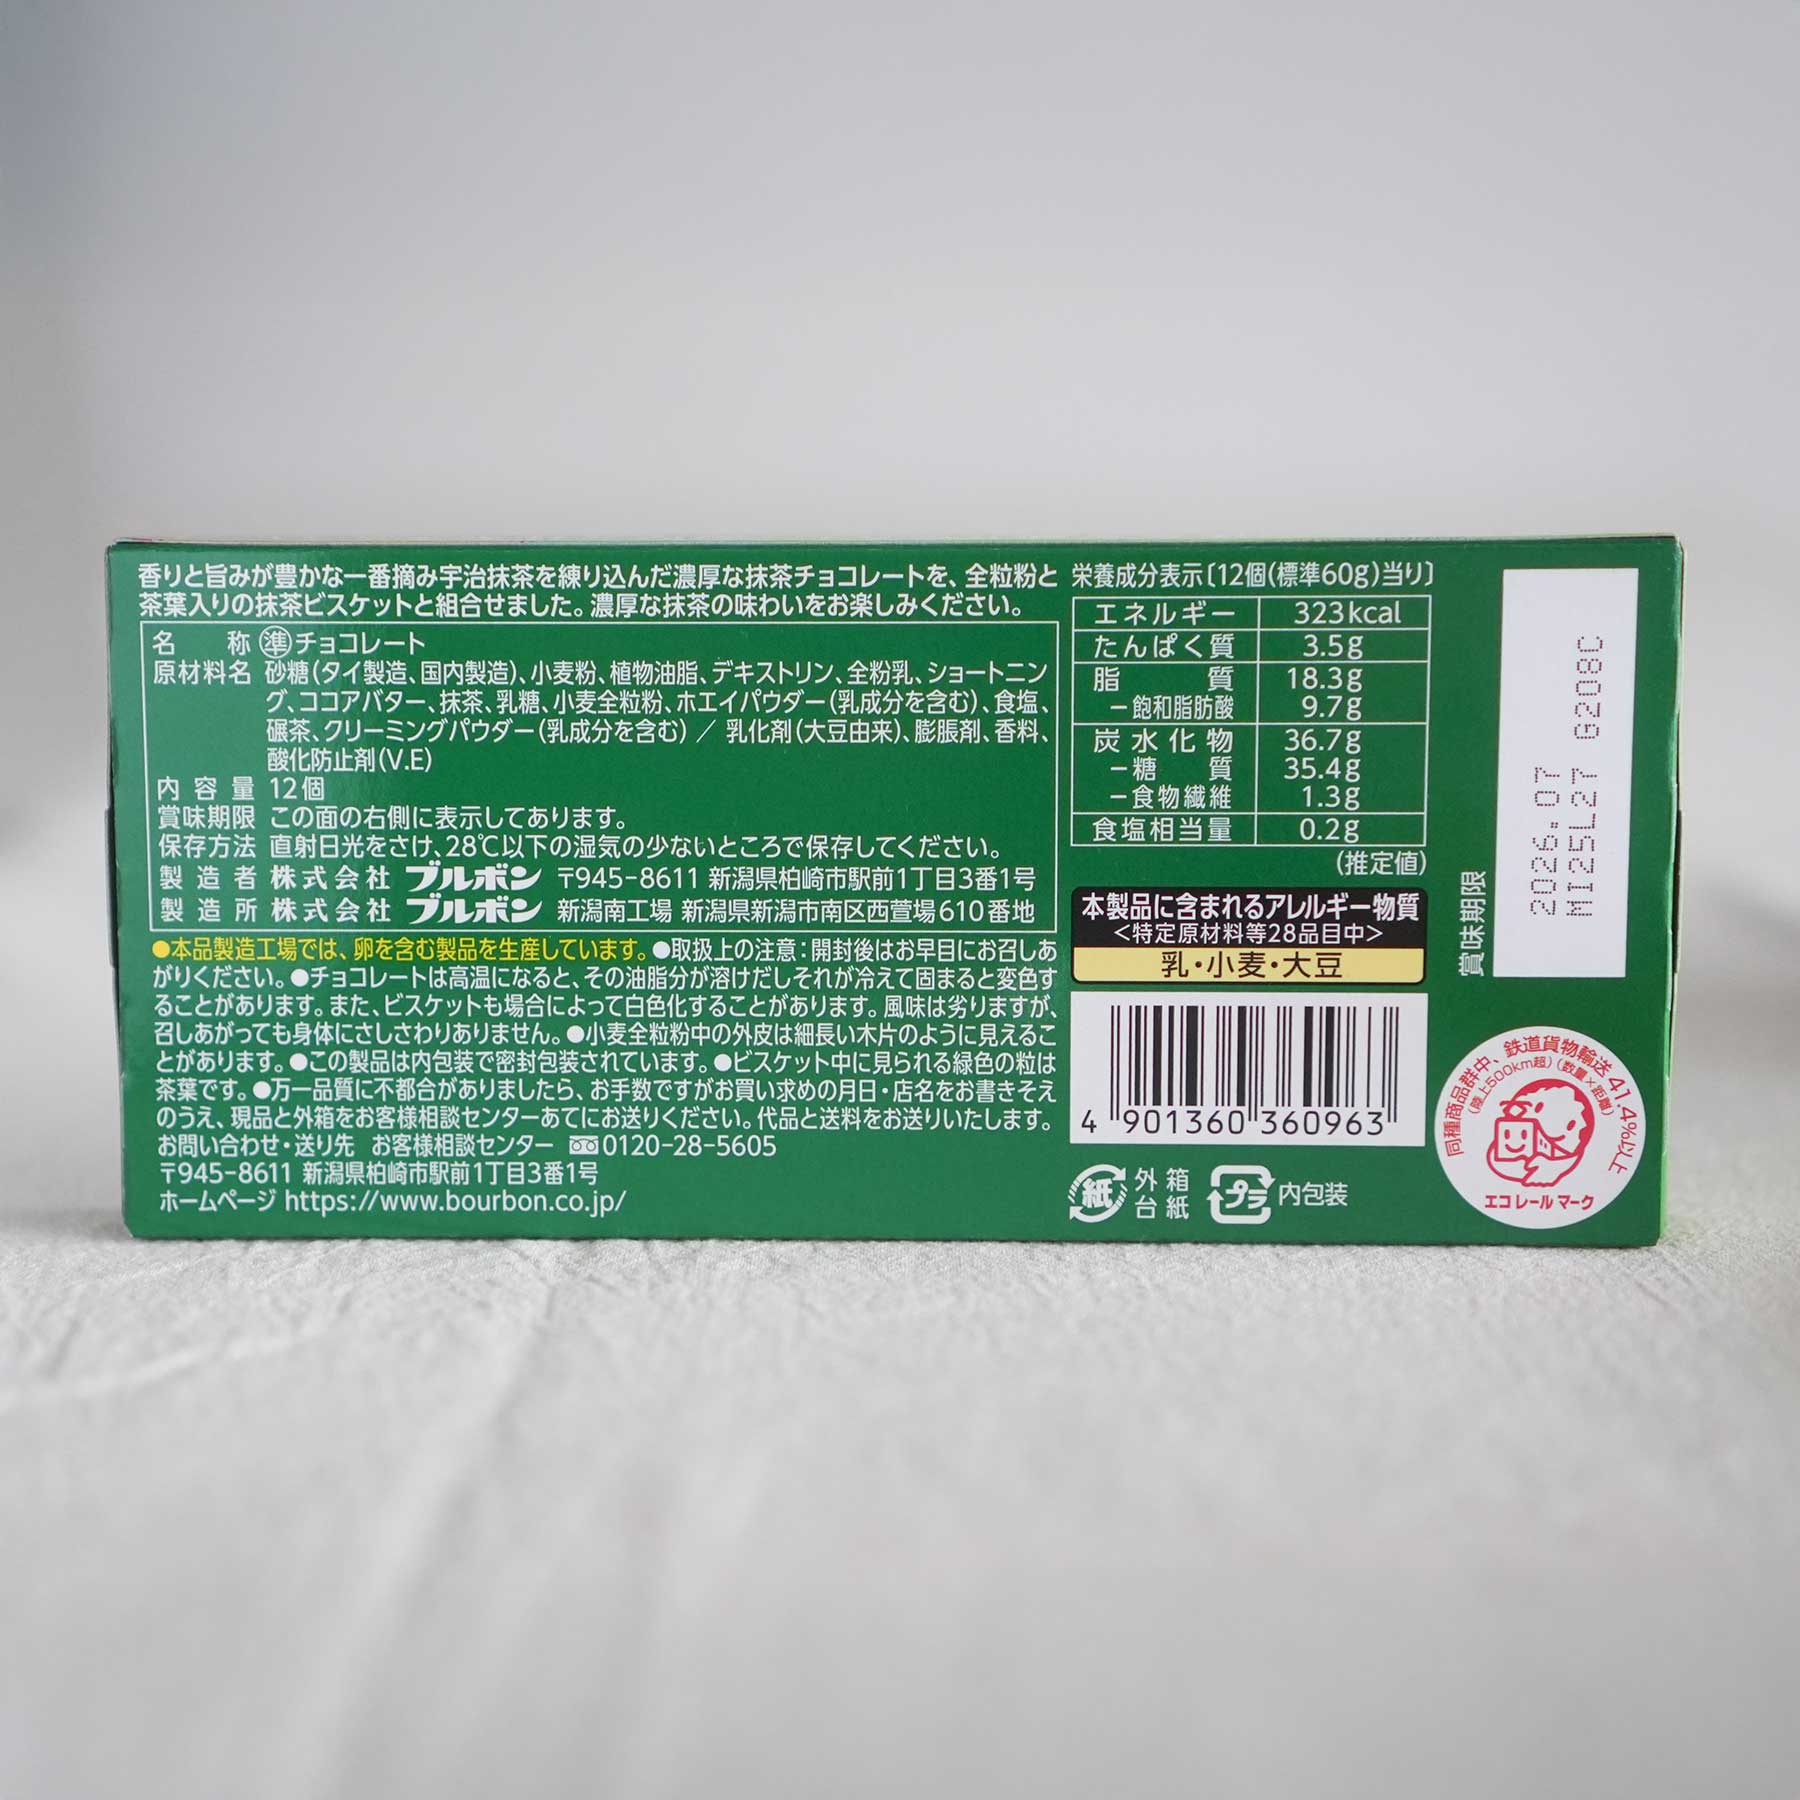 香りと旨みが豊かな一番摘み宇治抹茶を練り込んだ濃厚な抹茶チョコレートを、全粒粉と
茶葉入りの抹茶ビスケットと組合せました。濃厚な抹茶の味わいをお楽しみください。
名　称 ㊜準チョコレート
原材料名 砂糖(タイ製造、国内製造)、小麦粉、植物油脂、デキストリン、全粉乳、ショートニン
グ、ココアバター、抹茶、乳糖、小麦全粒粉、ホエイパウダー(乳成分を含む)、食塩、
碾茶、クリーミングパウダー(乳成分を含む)／乳化剤(大豆由来)、膨脹剤、香料、
酸化防止剤(V.E)
内容量 12個
賞味期限 この面の右側に表示してあります。
保存方法 直射日光をさけ、28℃以下の湿気の少ないところで保存してください。
製造者 株式会社 ブルボン 〒945-8611 新潟県柏崎市駅前1丁目3番1号
製造所 株式会社 ブルボン 新潟南工場 新潟県新潟市南区西萱場610番地
●本品製造工場では、卵を含む製品を生産しています。●取扱上の注意：開封後はお早目にお召しあ
がりください。●チョコレートは高温になると、その油脂分が溶けだしそれが冷えて固まると変色す
ることがあります。また、ビスケットも場合によって白色化することがあります。風味は劣りますが、
召しあがっても身体にさしさわりありません。●小麦全粒粉中の外皮は細長い木片のように見えるこ
とがあります。●この製品は内包装で密封包装されています。●ビスケット中に見られる緑色の粒は
茶葉です。●万一品質に不都合がありましたら、お手数ですがお買い求めの月日・店名をお書きそえ
のうえ、現品と外箱をお客様相談センターあてにお送りください。代品と送料をお送りいたします。
お問い合わせ・送り先 お客様相談センター 0120-28-5605
〒945-8611 新潟県柏崎市駅前1丁目3番1号
ホームページ https://www.bourbon.co.jp/
栄養成分表示〔12個(標準60g)当り〕
エネルギー 323kcal
たんぱく質 3.5g
脂質 18.3g
－飽和脂肪酸 9.7g
炭水化物 36.7g
－糖質 35.4g
－食物繊維 1.3g
食塩相当量 0.2g
(推定値)
本製品に含まれるアレルギー物質
<特定原材料等28品目中>
乳・小麦・大豆
4 901360 360963
紙 外箱 台紙
プラ 内包装
賞味期限
2026.07
M125L27 G208C
同種商品群中、鉄道貨物輸送41.4%以上
(陸上500km超)(数量×距離)
エコレールマーク